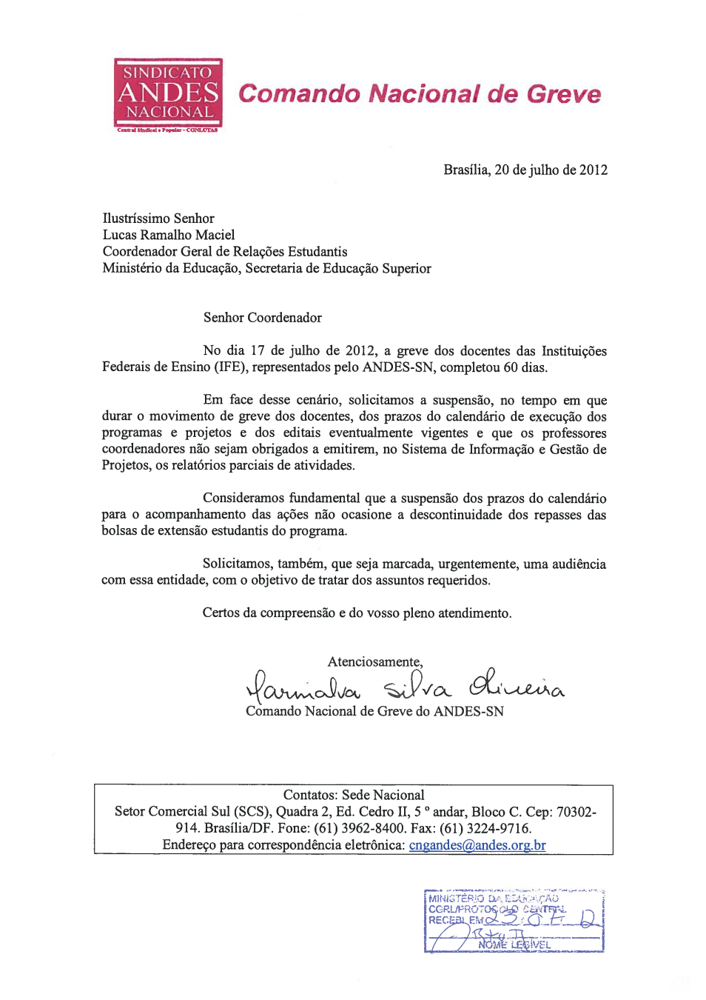 SINDICATO
ANDES
NACIONAL
Central Sindical e Popular - CONLUTAS
Comando Nacional de Greve
Brasília, 20 de julho de 2012
Ilustríssimo Senhor
Lucas Ramalho Maciel
Coordenador Geral de Relações Estudantis
Ministério da Educação, Secretaria de Educação Superior
Senhor Coordenador
No dia 17 de julho de 2012, a greve dos docentes das Instituições
Federais de Ensino (IFE), representados pelo ANDES-SN, completou 60 dias.
Em face desse cenário, solicitamos a suspensão, no tempo em que
durar o movimento de greve dos docentes, dos prazos do calendário de execução dos
programas e projetos e dos editais eventualmente vigentes e que os professores
coordenadores não sejam obrigados a emitirem, no Sistema de Informação e Gestão de
Projetos, os relatórios parciais de atividades.
Consideramos fundamental que a suspensão dos prazos do calendário
para o acompanhamento das ações não ocasione a descontinuidade dos repasses das
bolsas de extensão estudantis do programa.
Solicitamos, também, que seja marcada, urgentemente, uma audiência
com essa entidade, com o objetivo de tratar dos assuntos requeridos.
Certos da compreensão e do vosso pleno atendimento.
Atenciosamente,
Marinalva Silva Oliveira
Comando Nacional de Greve do ANDES-SN
Contatos: Sede Nacional
Setor Comercial Sul (SCS), Quadra 2, Ed. Cedro II, 5 º andar, Bloco C. Cep: 70302-
914. Brasília/DF. Fone: (61) 3962-8400. Fax: (61) 3224-9716.
Endereço para correspondência eletrônica: cngandes@andes.org.br
MINISTÉRIO DA EDUCAÇÃO
CGRL/PROTOCOLO CENTRAL
RECEBI EM 23
NOME LEGÍVEL